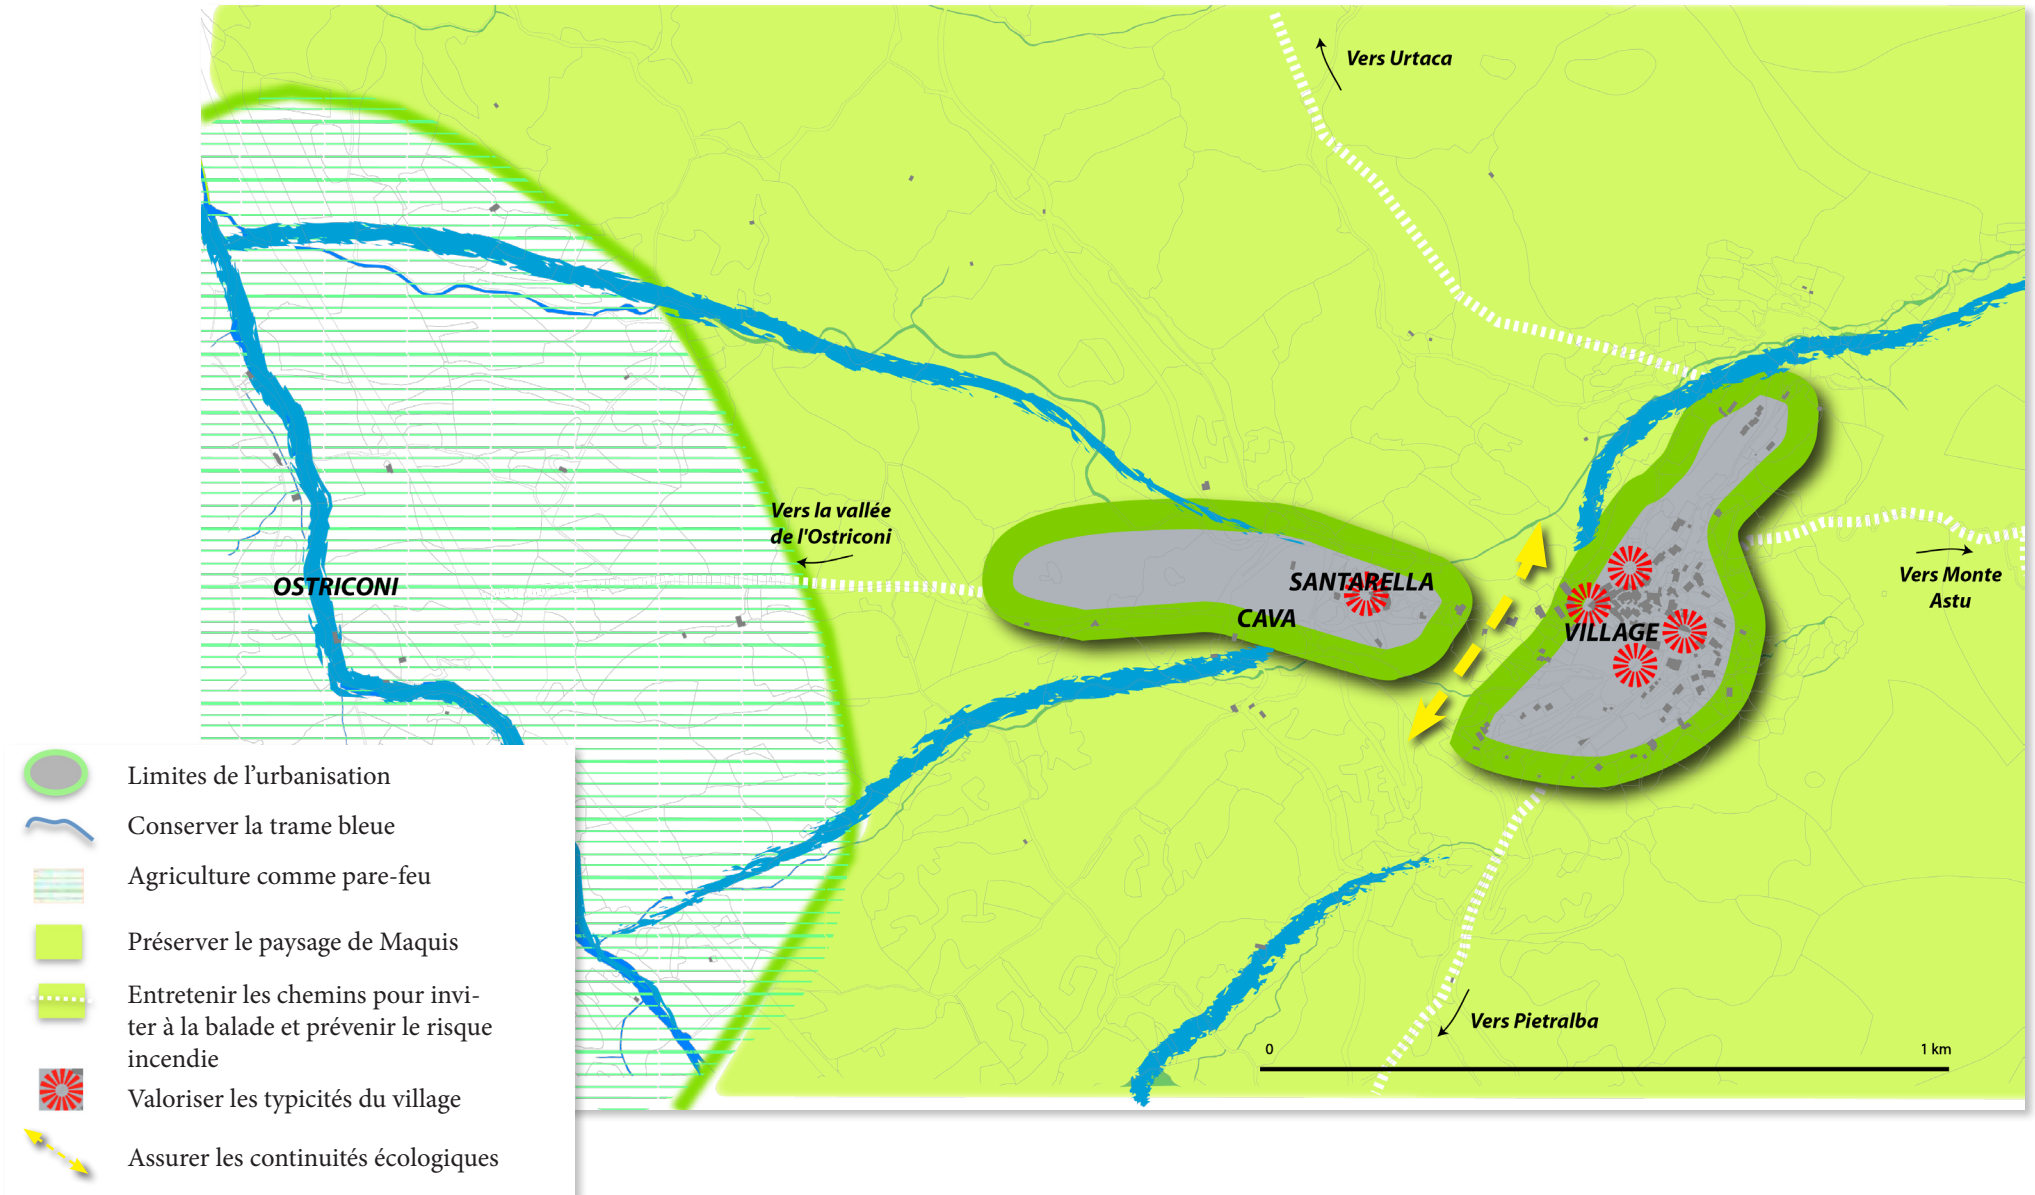 Vers Urtaca
Vers la vallée
de l'Ostriconi
OSTRICONI
SANTARELLA
CAVA
VILLAGE
Vers Monte
Astu
Vers Pietralba
0
1 km
Limites de l'urbanisation
Conserver la trame bleue
Agriculture comme pare-feu
Préserver le paysage de Maquis
Entretenir les chemins pour invi-
ter à la balade et prévenir le risque
incendie
Valoriser les typicités du village
Assurer les continuités écologiques